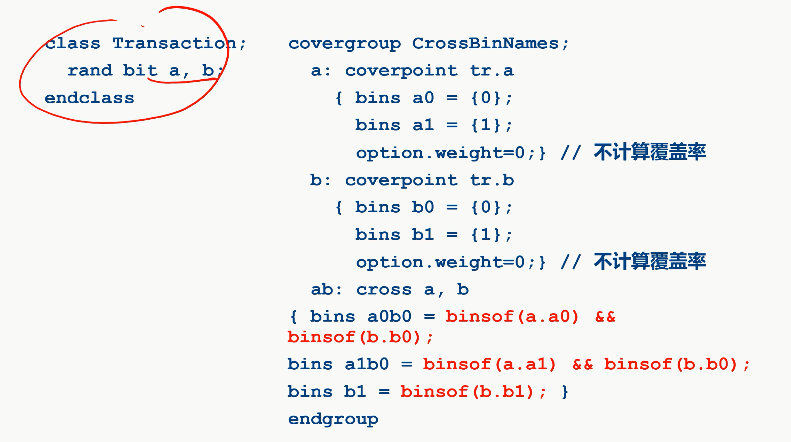 class Transaction;
rand bit a, b;
endclass
covergroup CrossBinNames;
a: coverpoint tr.a
{ bins a0 = {0};
bins a1 = {1};
option.weight=0;} // 不计算覆盖率
b: coverpoint tr.b
{ bins b0 = {0};
bins b1 = {1};
option.weight=0;} // 不计算覆盖率
ab: cross a, b
{ bins a0b0 = binsof(a.a0) &&
binsof(b.b0);
bins a1b0 = binsof(a.a1) && binsof(b.b0);
bins b1 = binsof(b.b1); }
endgroup